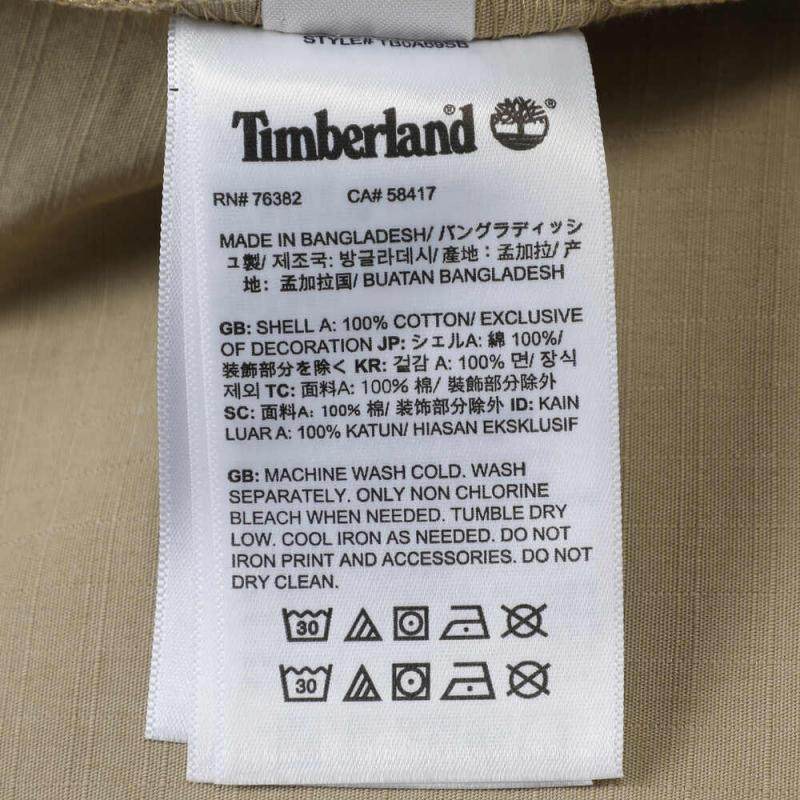 STYLE# TB0A69SB
Timberland®
®
RN# 76382 CA# 58417
MADE IN BANGLADESH/ バングラディッシ
ュ製/ 제조국: 방글라데시/ 產地：孟加拉/ 产
地：孟加拉国/ BUATAN BANGLADESH
GB: SHELL A: 100% COTTON/ EXCLUSIVE
OF DECORATION JP: シェルA: 綿 100%/
装飾部分を除く KR: 겉감 A: 100% 면/ 장식
제외 TC: 面料A: 100% 棉/ 裝飾部分除外
SC: 面料A: 100% 棉/ 装饰部分除外 ID: KAIN
LUAR A: 100% KATUN/ HIASAN EKSKLUSIF
GB: MACHINE WASH COLD. WASH
SEPARATELY. ONLY NON CHLORINE
BLEACH WHEN NEEDED. TUMBLE DRY
LOW. COOL IRON AS NEEDED. DO NOT
IRON PRINT AND ACCESSORIES. DO NOT
DRY CLEAN.
30
30